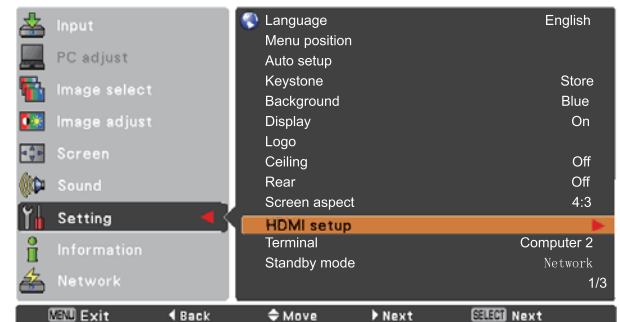 Input
PC adjust
Image select
Image adjust
Screen
Sound
Setting
Information
Network
Language English
Menu position
Auto setup
Keystone Store
Background Blue
Display On
Logo
Ceiling Off
Rear Off
Screen aspect 4:3
HDMI setup
Terminal Computer 2
Standby mode Network
1/3
MENU Exit Back Move Next SELECT Next